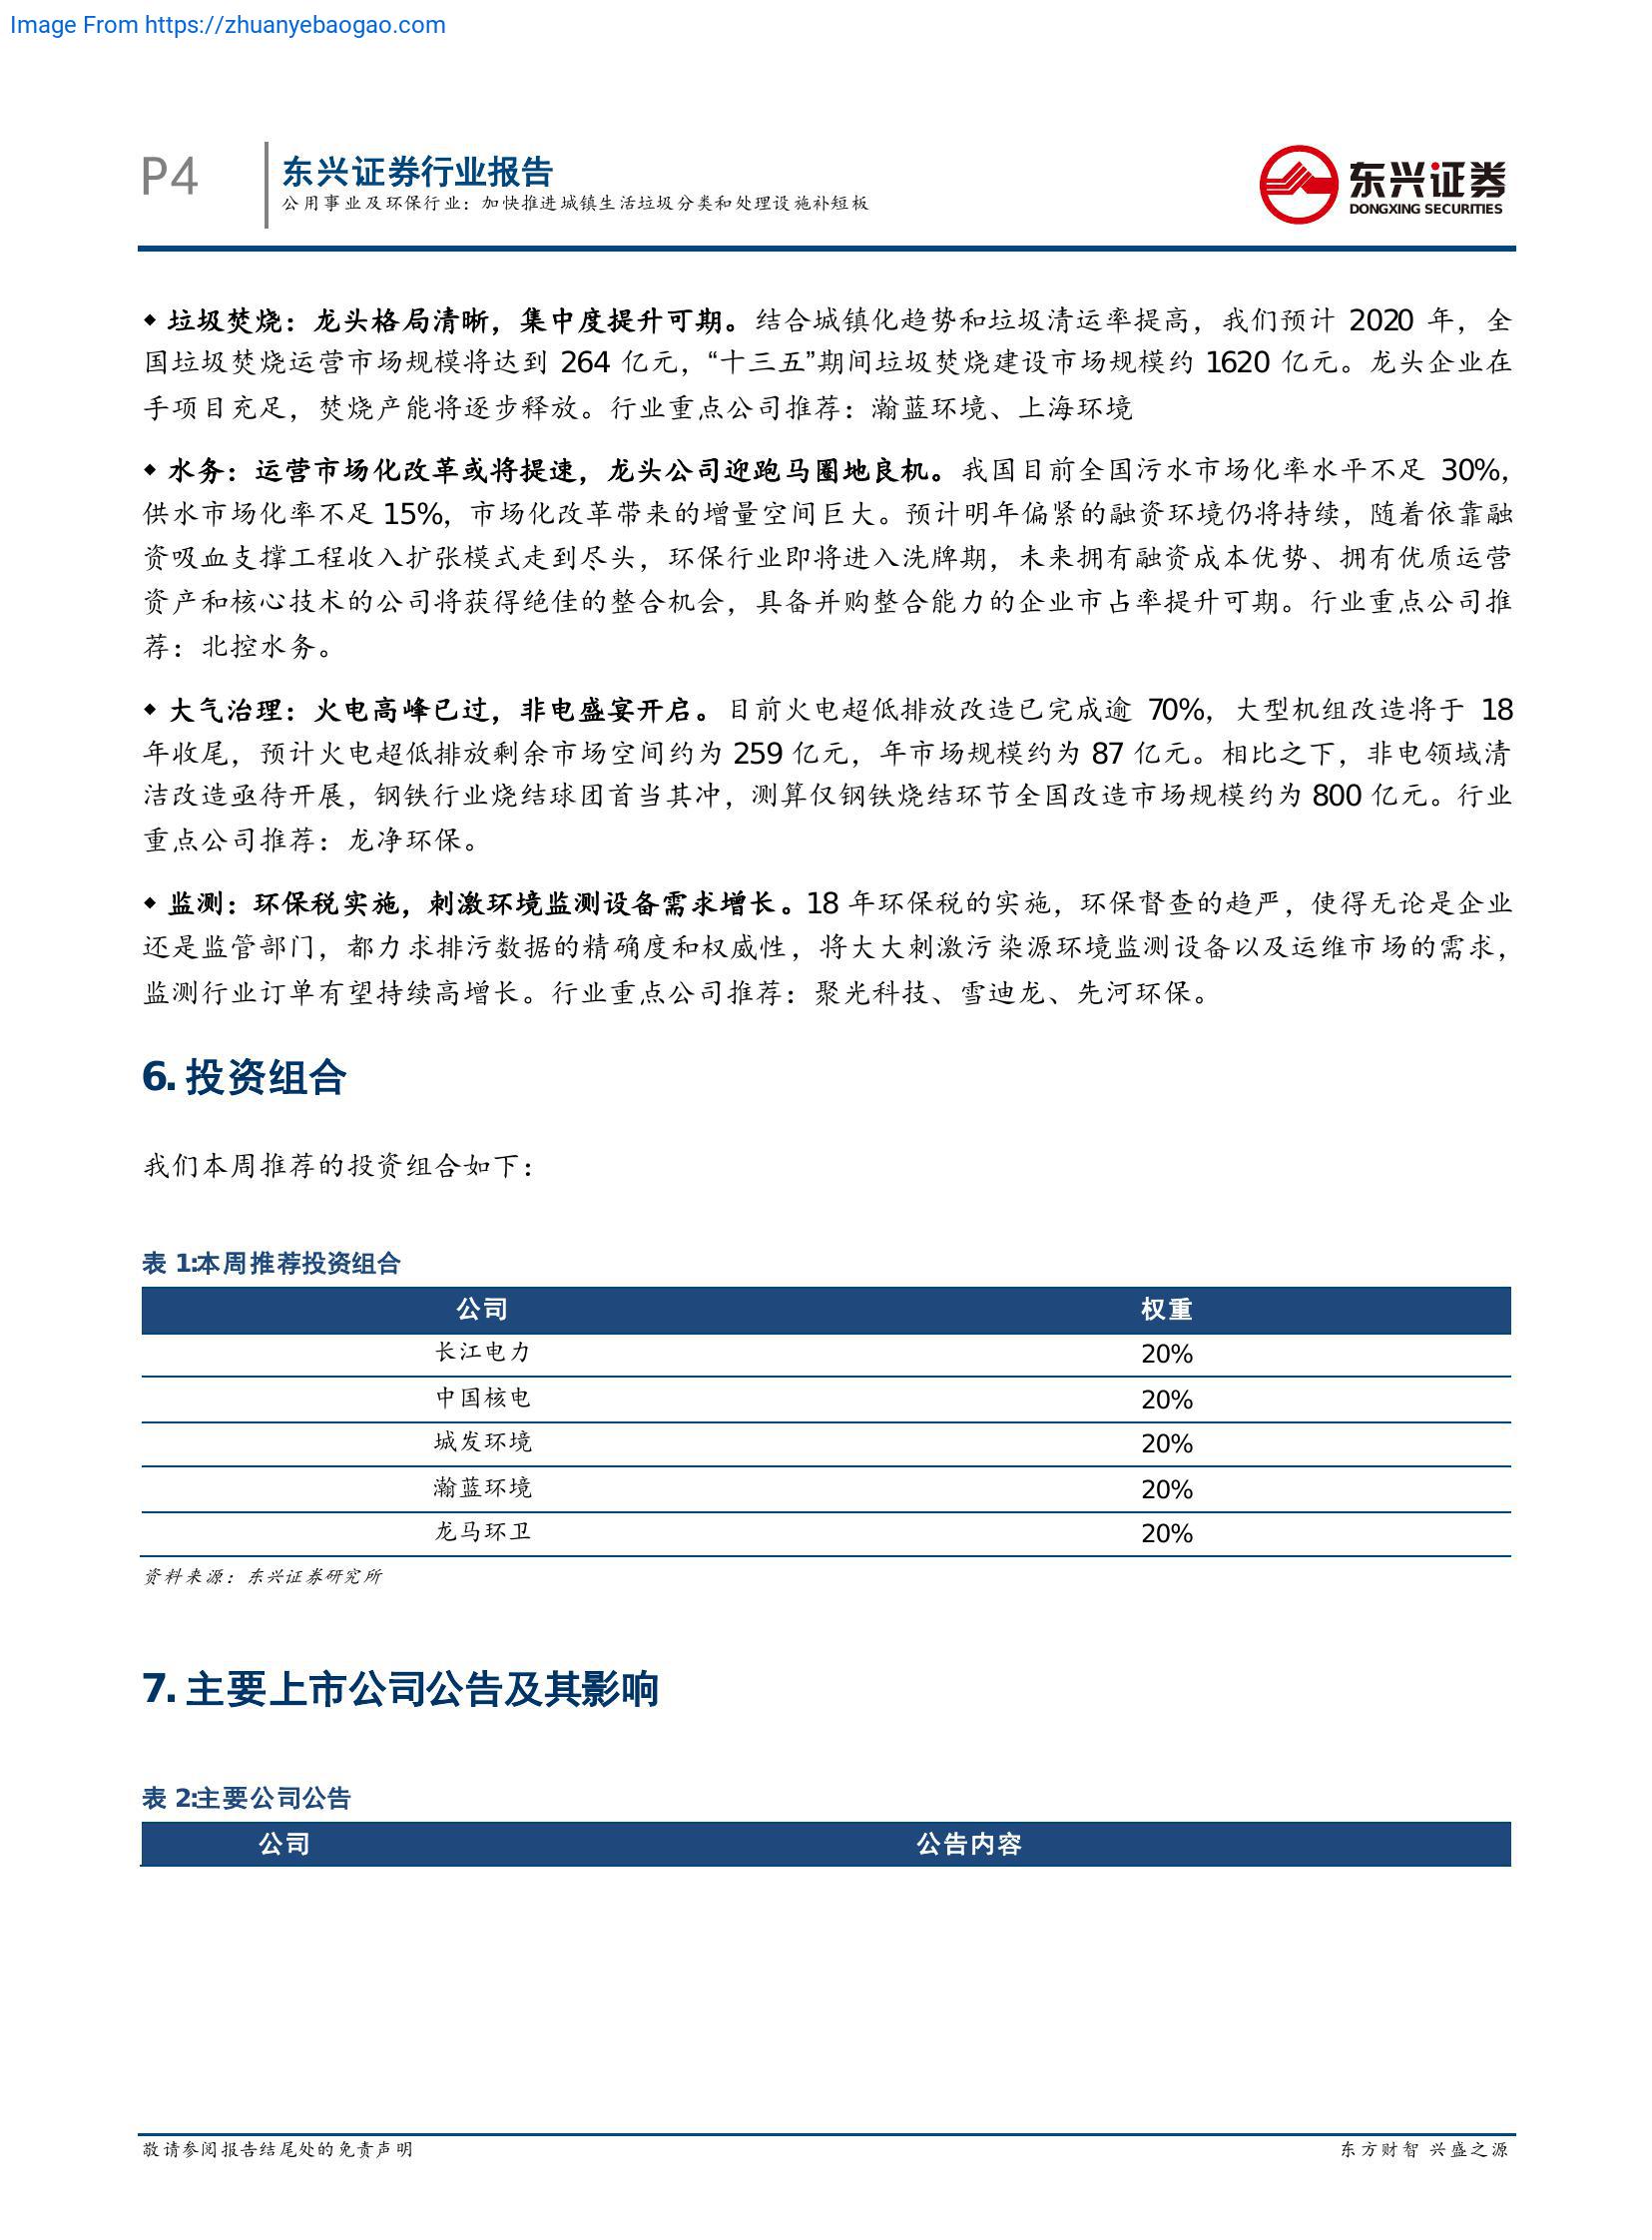 Image From https://zhuanyebaogao.com
P4
东兴证券行业报告
公用事业及环保行业：加快推进城镇生活垃圾分类和处理设施补短板
东兴证券
DONGXING SECURITIES
◆ 垃圾焚烧：龙头格局清晰，集中度提升可期。结合城镇化趋势和垃圾清运率提高，我们预计 2020 年，全
国垃圾焚烧运营市场规模将达到 264 亿元，“十三五”期间垃圾焚烧建设市场规模约 1620 亿元。龙头企业在
手项目充足，焚烧产能将逐步释放。行业重点公司推荐：瀚蓝环境、上海环境
◆ 水务：运营市场化改革或将提速，龙头公司迎跑马圈地良机。我国目前全国污水市场化率水平不足 30%，
供水市场化率不足 15%，市场化改革带来的增量空间巨大。预计明年偏紧的融资环境仍将持续，随着依靠融
资吸血支撑工程收入扩张模式走到尽头，环保行业即将进入洗牌期，未来拥有融资成本优势、拥有优质运营
资产和核心技术的公司将获得绝佳的整合机会，具备并购整合能力的企业市占率提升可期。行业重点公司推
荐：北控水务。
◆ 大气治理：火电高峰已过，非电盛宴开启。目前火电超低排放改造已完成逾 70%，大型机组改造将于 18
年收尾，预计火电超低排放剩余市场空间约为 259 亿元，年市场规模约为 87 亿元。相比之下，非电领域清
洁改造亟待开展，钢铁行业烧结球团首当其冲，测算仅钢铁烧结环节全国改造市场规模约为 800 亿元。行业
重点公司推荐：龙净环保。
◆ 监测：环保税实施，刺激环境监测设备需求增长。18 年环保税的实施，环保督查的趋严，使得无论是企业
还是监管部门，都力求排污数据的精确度和权威性，将大大刺激污染源环境监测设备以及运维市场的需求，
监测行业订单有望持续高增长。行业重点公司推荐：聚光科技、雪迪龙、先河环保。
6. 投资组合
我们本周推荐的投资组合如下：
表 1:本周推荐投资组合
公司 权重
长江电力 20%
中国核电 20%
城发环境 20%
瀚蓝环境 20%
龙马环卫 20%
资料来源：东兴证券研究所
7. 主要上市公司公告及其影响
表 2:主要公司公告
公司 公告内容
敬请参阅报告结尾处的免责声明 东方财智 兴盛之源